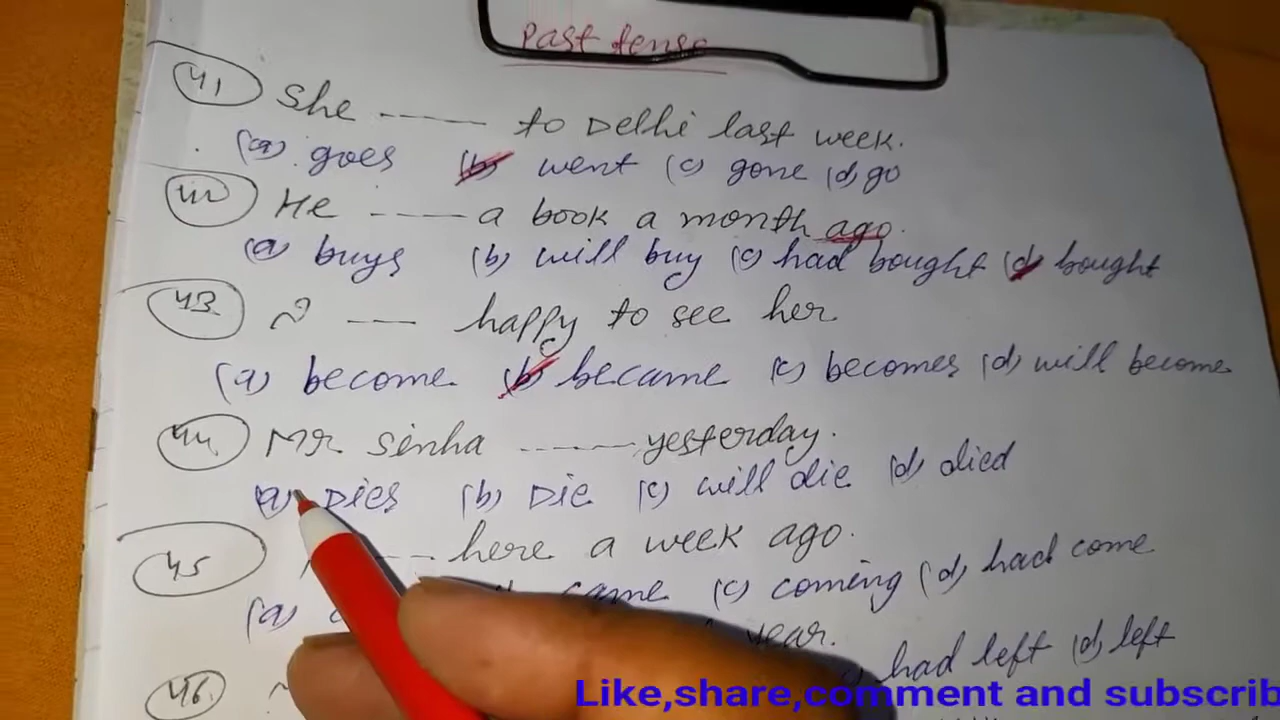 Past tense
41 She ------ to Delhi last week.
(a) goes (b) went (c) gone (d) go
42 He ----- a book a month ago.
(a) buys (b) will buy (c) had bought (d) bought
43. I ---- happy to see her
(a) become (b) became (c) becomes (d) will become
44. Mr Sinha ------ yesterday.
(a) Dies (b) Die (c) will die (d) died
45 ---- here a week ago.
(a) came (c) coming (d) had come
46. year.
had left (d) left
Like,share,comment and subscrib